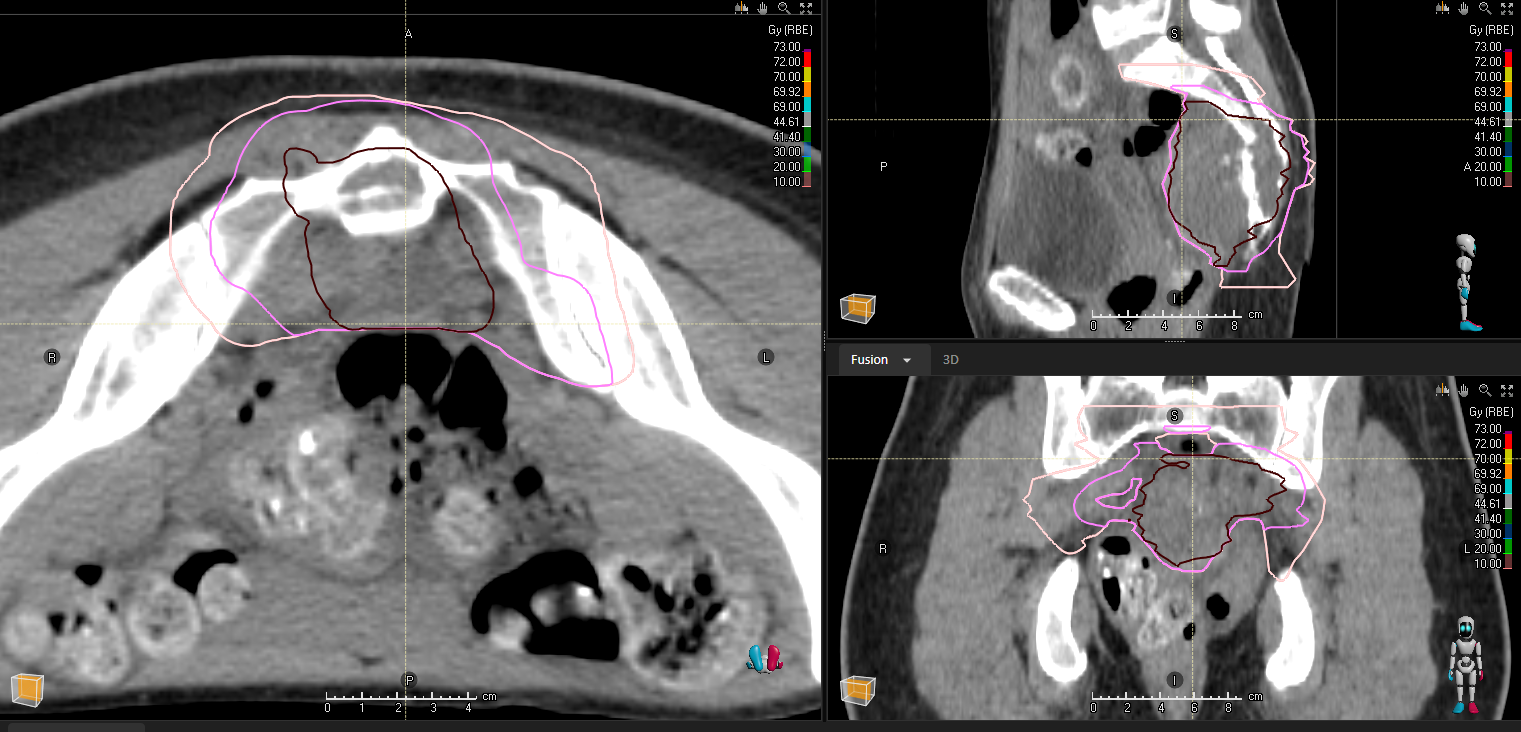 A
Gy (RBE)
73.00
72.00
70.00
69.92
69.00
44.61
41.40
30.00
20.00
10.00
R
L
P
0 1 2 3 4 cm
S
Gy (RBE)
73.00
72.00
70.00
69.92
69.00
44.61
41.40
30.00
A 20.00
10.00
P
I
0 2 4 6 8 cm
Fusion 3D
S
Gy (RBE)
73.00
72.00
70.00
69.92
69.00
44.61
41.40
30.00
L 20.00
10.00
R
I
0 2 4 6 8 cm